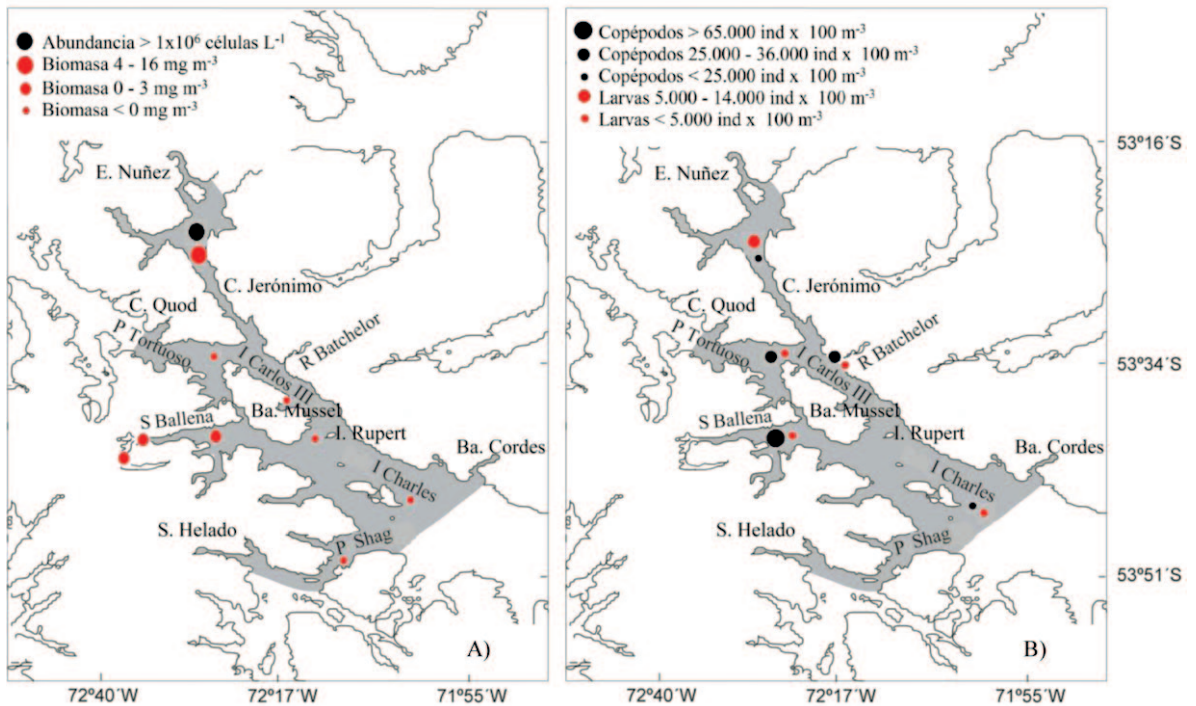 Abundancia > 1x10⁶ células L⁻¹
Biomasa 4 - 16 mg m⁻³
Biomasa 0 - 3 mg m⁻³
Biomasa < 0 mg m⁻³
E. Nuñez
C. Jerónimo
C. Quod
P Tortuoso
R Batchelor
I Carlos III
Ba. Mussel
S Ballena
I. Rupert
Ba. Cordes
I Charles
S. Helado
P Shag
A)
72º40´W
72º17´W
71º55´W
Copépodos > 65.000 ind x 100 m⁻³
Copépodos 25.000 - 36.000 ind x 100 m⁻³
Copépodos < 25.000 ind x 100 m⁻³
Larvas 5.000 - 14.000 ind x 100 m⁻³
Larvas < 5.000 ind x 100 m⁻³
E. Nuñez
C. Jerónimo
C. Quod
P Tortuoso
R Batchelor
I Carlos III
Ba. Mussel
S Ballena
I. Rupert
Ba. Cordes
I Charles
S. Helado
P Shag
B)
53º16´S
53º34´S
53º51´S
72º40´W
72º17´W
71º55´W